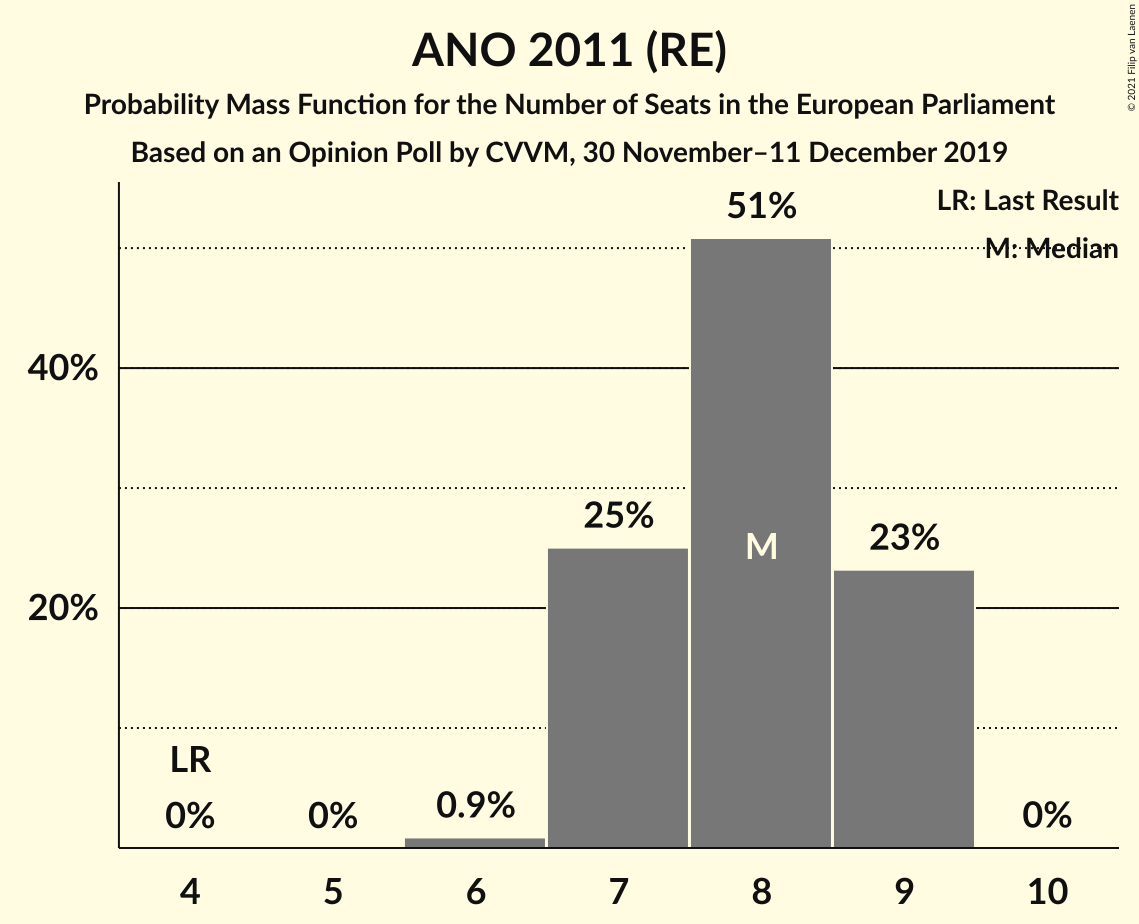 ANO 2011 (RE)
Probability Mass Function for the Number of Seats in the European Parliament
Based on an Opinion Poll by CVVM, 30 November–11 December 2019
© 2021 Filip van Laenen
LR: Last Result
M: Median
51%
40%
25%
M
23%
20%
LR
0%
0%
0.9%
0%
4
5
6
7
8
9
10